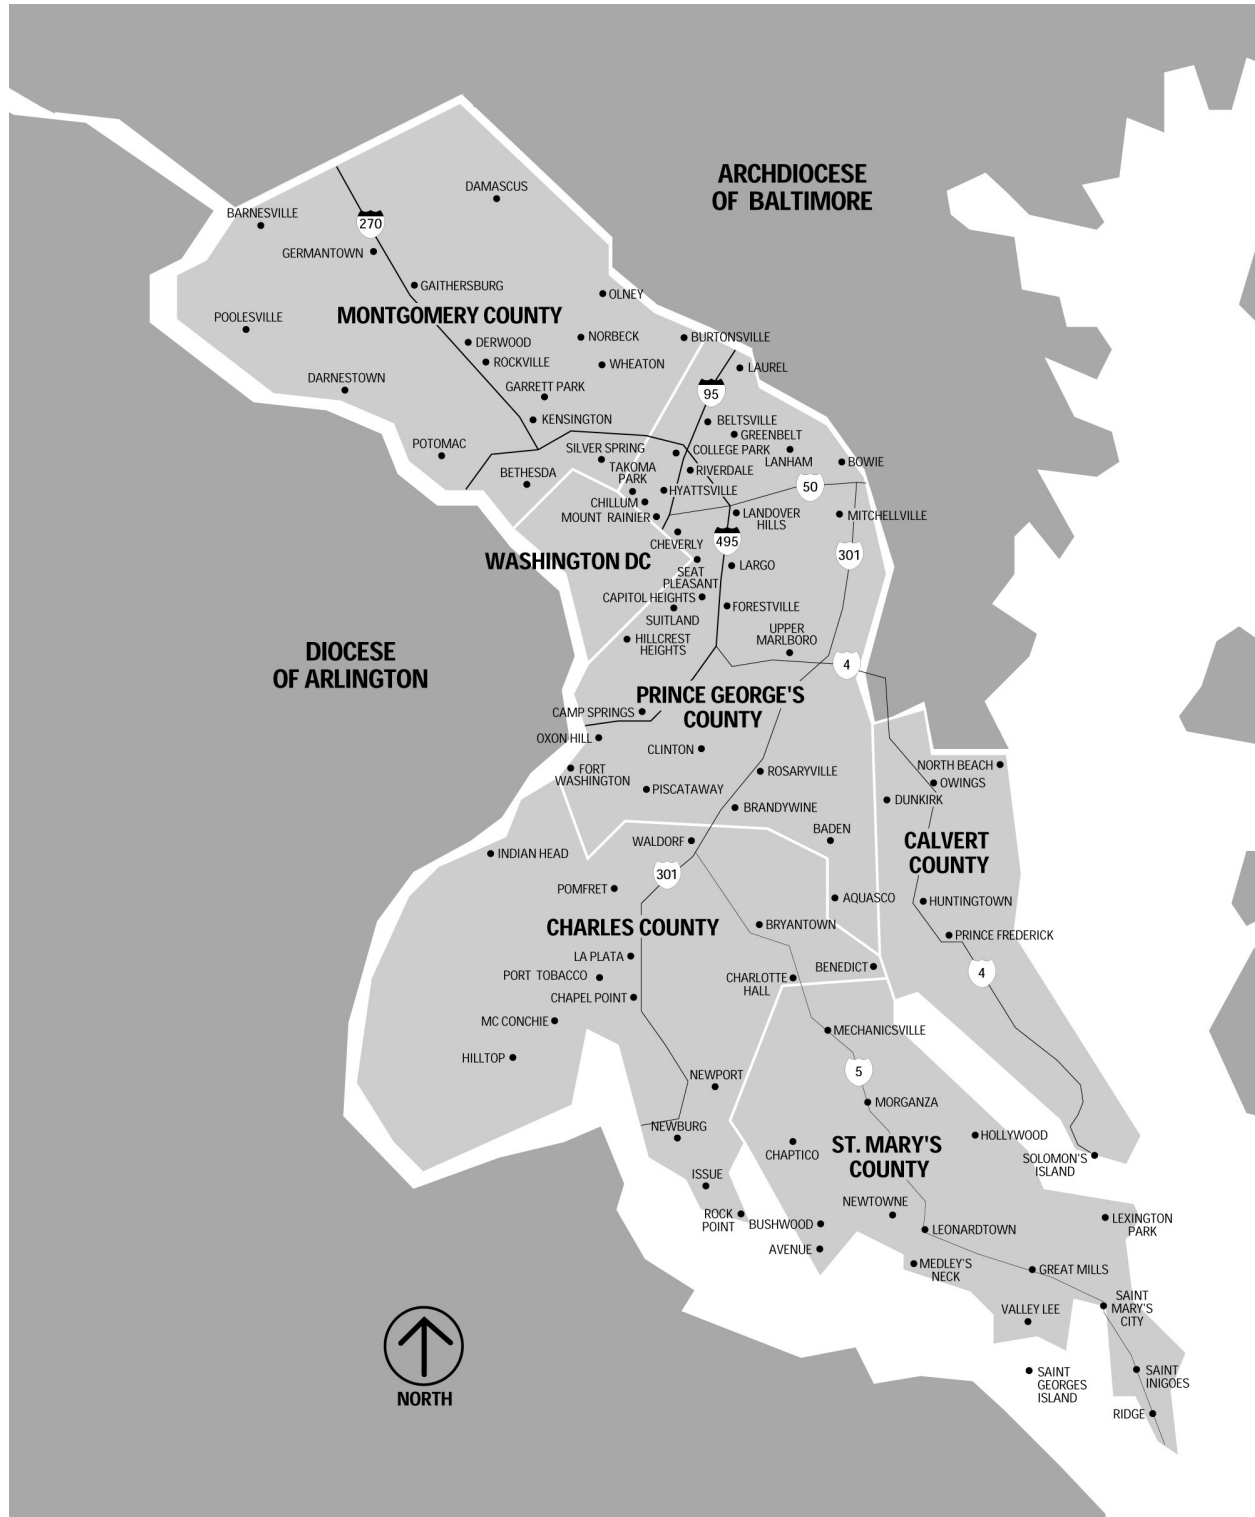 ARCHDIOCESE
OF BALTIMORE
DAMASCUS
BARNESVILLE
270
GERMANTOWN
GAITHERSBURG
OLNEY
MONTGOMERY COUNTY
POOLESVILLE
NORBECK
BURTONSVILLE
DERWOOD
ROCKVILLE
WHEATON
LAUREL
DARNESTOWN
GARRETT PARK
95
KENSINGTON
BELTSVILLE
GREENBELT
POTOMAC
SILVER SPRING
COLLEGE PARK
LANHAM
BOWIE
BETHESDA
TAKOMA
PARK
RIVERDALE
HYATTSVILLE
50
CHILLUM
MOUNT RAINIER
LANDOVER
HILLS
MITCHELLVILLE
CHEVERLY
495
301
WASHINGTON DC
SEAT
PLEASANT
LARGO
CAPITOL HEIGHTS
SUITLAND
FORESTVILLE
HILLCREST
HEIGHTS
UPPER
MARLBORO
4
DIOCESE
OF ARLINGTON
PRINCE GEORGE'S
COUNTY
CAMP SPRINGS
OXON HILL
CLINTON
FORT
WASHINGTON
ROSARYVILLE
NORTH BEACH
OWINGS
PISCATAWAY
DUNKIRK
BRANDYWINE
BADEN
WALDORF
CALVERT
COUNTY
INDIAN HEAD
301
POMFRET
AQUASCO
HUNTINGTOWN
CHARLES COUNTY
BRYANTOWN
PRINCE FREDERICK
LA PLATA
PORT TOBACCO
CHARLOTTE
HALL
BENEDICT
4
CHAPEL POINT
MC CONCHIE
MECHANICSVILLE
HILLTOP
NEWPORT
5
MORGANZA
NEWBURG
CHAPTICO
ST. MARY'S
COUNTY
HOLLYWOOD
SOLOMON'S
ISLAND
ISSUE
ROCK
POINT
BUSHWOOD
NEWTOWNE
LEXINGTON
PARK
LEONARDTOWN
AVENUE
MEDLEY'S
NECK
GREAT MILLS
VALLEY LEE
SAINT
MARY'S
CITY
SAINT
GEORGES
ISLAND
SAINT
INIGOES
NORTH
RIDGE